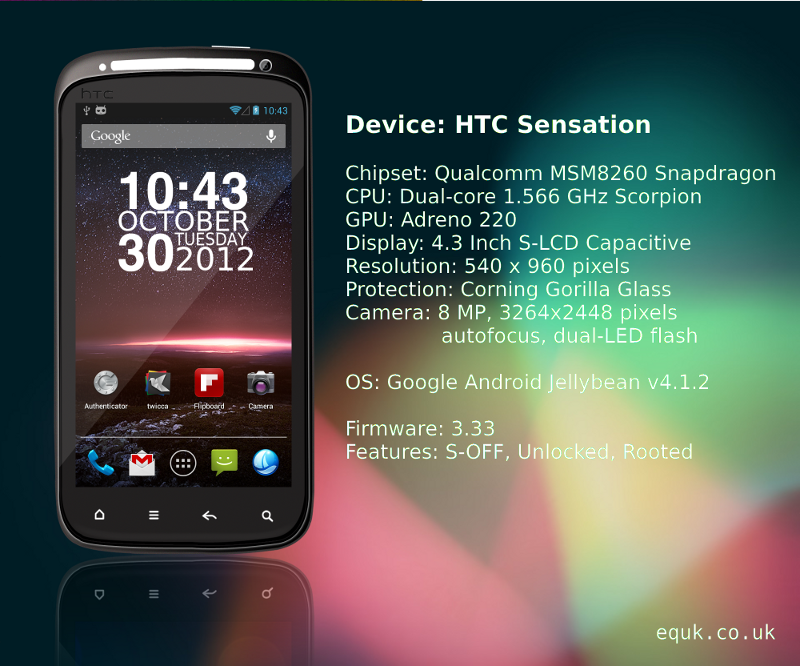 hTC
10:43
Google
10:43
OCTOBER
30 TUESDAY
2012
Authenticator twicca Flipboard Camera
Device: HTC Sensation
Chipset: Qualcomm MSM8260 Snapdragon
CPU: Dual-core 1.566 GHz Scorpion
GPU: Adreno 220
Display: 4.3 Inch S-LCD Capacitive
Resolution: 540 x 960 pixels
Protection: Corning Gorilla Glass
Camera: 8 MP, 3264x2448 pixels
autofocus, dual-LED flash
OS: Google Android Jellybean v4.1.2
Firmware: 3.33
Features: S-OFF, Unlocked, Rooted
equk.co.uk